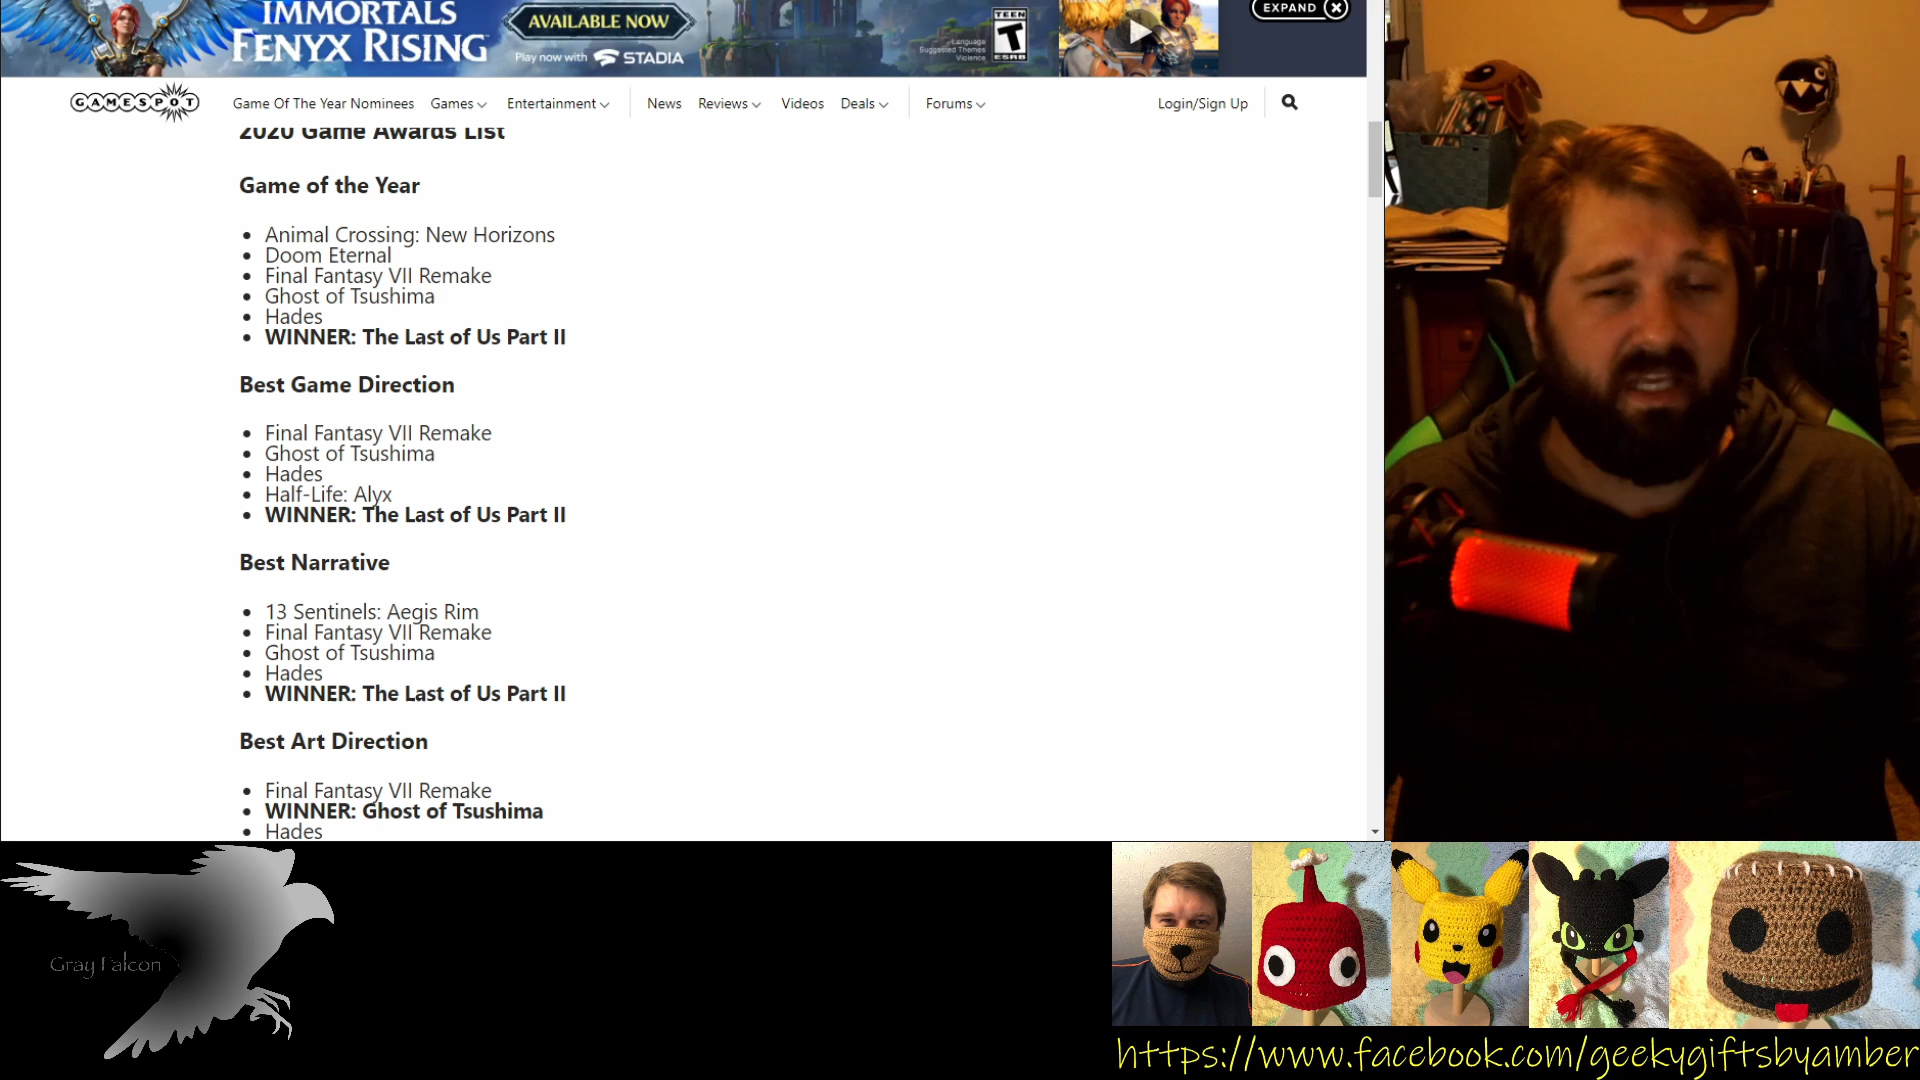 IMMORTALS
FENYX RISING
AVAILABLE NOW
Play now with STADIA
TEEN
T
Language
Suggested Themes
Violence
ESRB
EXPAND
GAMESPOT
Game Of The Year Nominees
Games
Entertainment
News
Reviews
Videos
Deals
Forums
Login/Sign Up
2020 Game Awards List
Game of the Year
Animal Crossing: New Horizons
Doom Eternal
Final Fantasy VII Remake
Ghost of Tsushima
Hades
WINNER: The Last of Us Part II
Best Game Direction
Final Fantasy VII Remake
Ghost of Tsushima
Hades
Half-Life: Alyx
WINNER: The Last of Us Part II
Best Narrative
13 Sentinels: Aegis Rim
Final Fantasy VII Remake
Ghost of Tsushima
Hades
WINNER: The Last of Us Part II
Best Art Direction
Final Fantasy VII Remake
WINNER: Ghost of Tsushima
Hades
Gray Falcon
https://www.facebook.com/geekygiftsbyamber